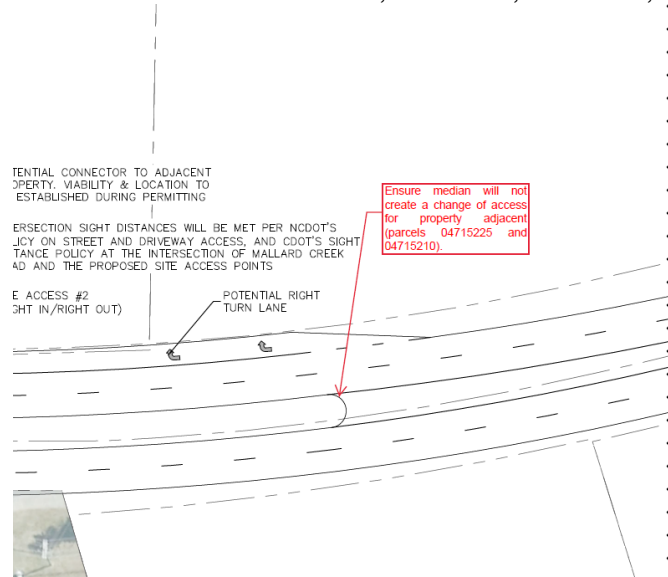 TENTIAL CONNECTOR TO ADJACENT
OPERTY. VIABILITY & LOCATION TO
ESTABLISHED DURING PERMITTING
Ensure median will not
create a change of access
for property adjacent
(parcels 04715225 and
04715210).
ERSECTION SIGHT DISTANCES WILL BE MET PER NCDOT'S
LICY ON STREET AND DRIVEWAY ACCESS, AND CDOT'S SIGHT
TANCE POLICY AT THE INTERSECTION OF MALLARD CREEK
AD AND THE PROPOSED SITE ACCESS POINTS
E ACCESS #2
GHT IN/RIGHT OUT)
POTENTIAL RIGHT
TURN LANE